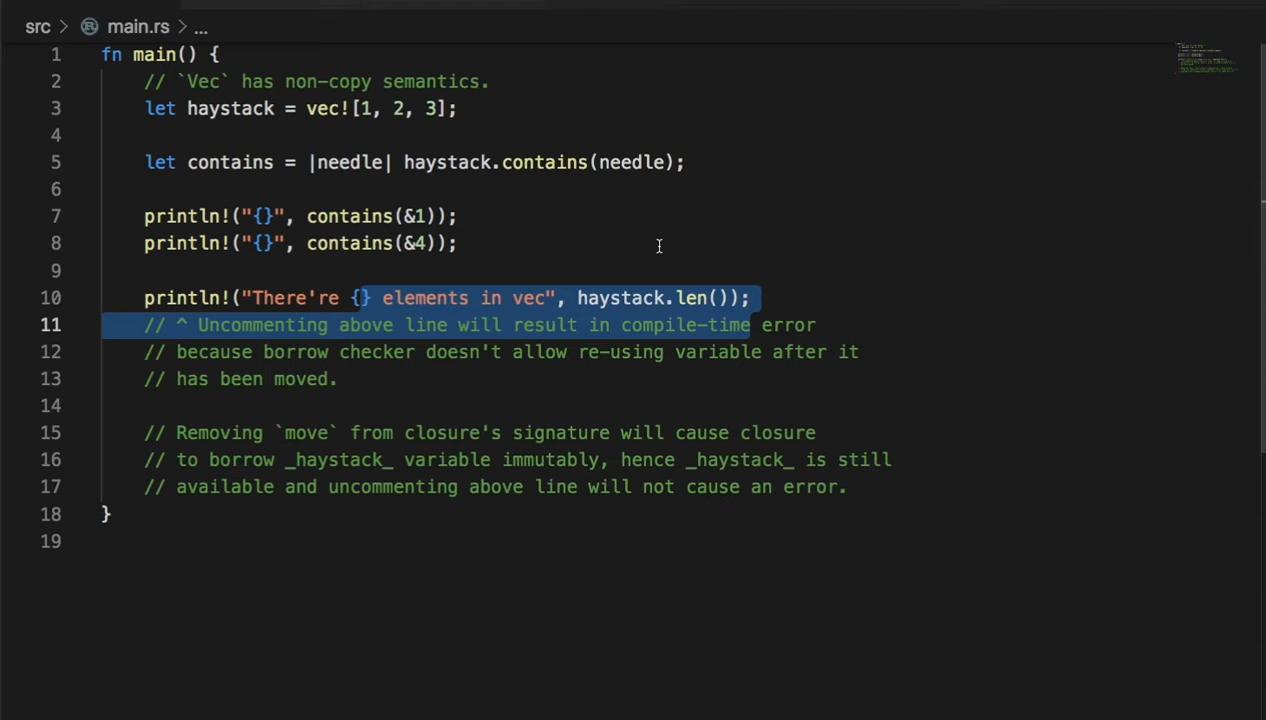 src > main.rs > ...
1 fn main() {
2 // `Vec` has non-copy semantics.
3 let haystack = vec![1, 2, 3];
4
5 let contains = |needle| haystack.contains(needle);
6
7 println!("{}", contains(&1));
8 println!("{}", contains(&4));
9
10 println!("There're {} elements in vec", haystack.len());
11 // ^ Uncommenting above line will result in compile-time error
12 // because borrow checker doesn't allow re-using variable after it
13 // has been moved.
14
15 // Removing `move` from closure's signature will cause closure
16 // to borrow _haystack_ variable immutably, hence _haystack_ is still
17 // available and uncommenting above line will not cause an error.
18 }
19